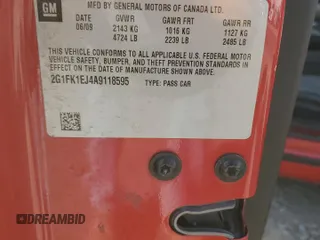 GM
MFD BY GENERAL MOTORS OF CANADA LTD.
DATE GVWR GAWR FRT GAWR RR
06/09 2143 KG 1016 KG 1127 KG
4724 LB 2239 LB 2485 LB
THIS VEHICLE CONFORMS TO ALL APPLICABLE U.S. FEDERAL MOTOR
VEHICLE SAFETY, BUMPER, AND THEFT PREVENTION STANDARDS IN
EFFECT ON THE DATE OF MANUFACTURE SHOWN ABOVE.
2G1FK1EJ4A9118595 TYPE: PASS CAR
DREAMBID